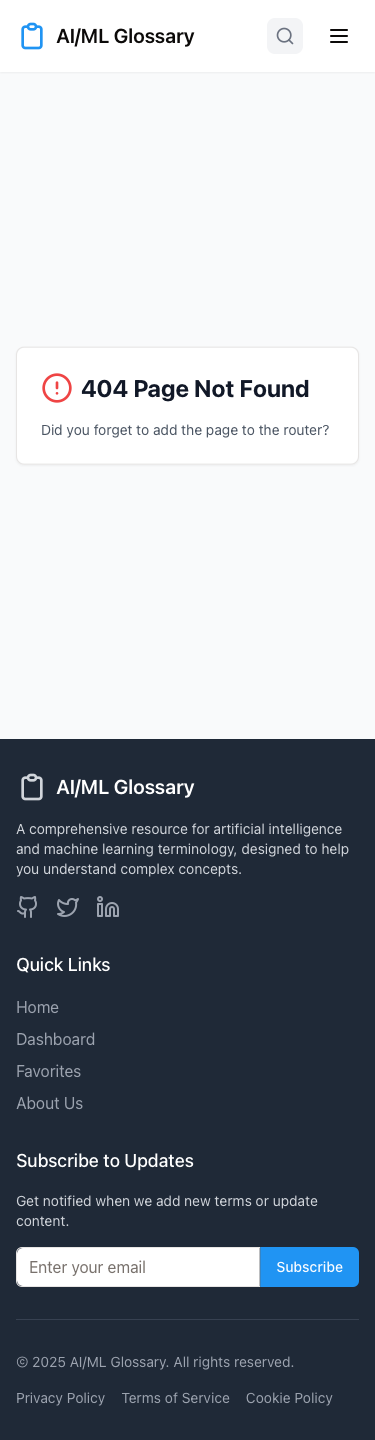 AI/ML Glossary
404 Page Not Found
Did you forget to add the page to the router?
AI/ML Glossary
A comprehensive resource for artificial intelligence
and machine learning terminology, designed to help
you understand complex concepts.
Quick Links
Home
Dashboard
Favorites
About Us
Subscribe to Updates
Get notified when we add new terms or update
content.
Enter your email
Subscribe
© 2025 AI/ML Glossary. All rights reserved.
Privacy Policy Terms of Service Cookie Policy